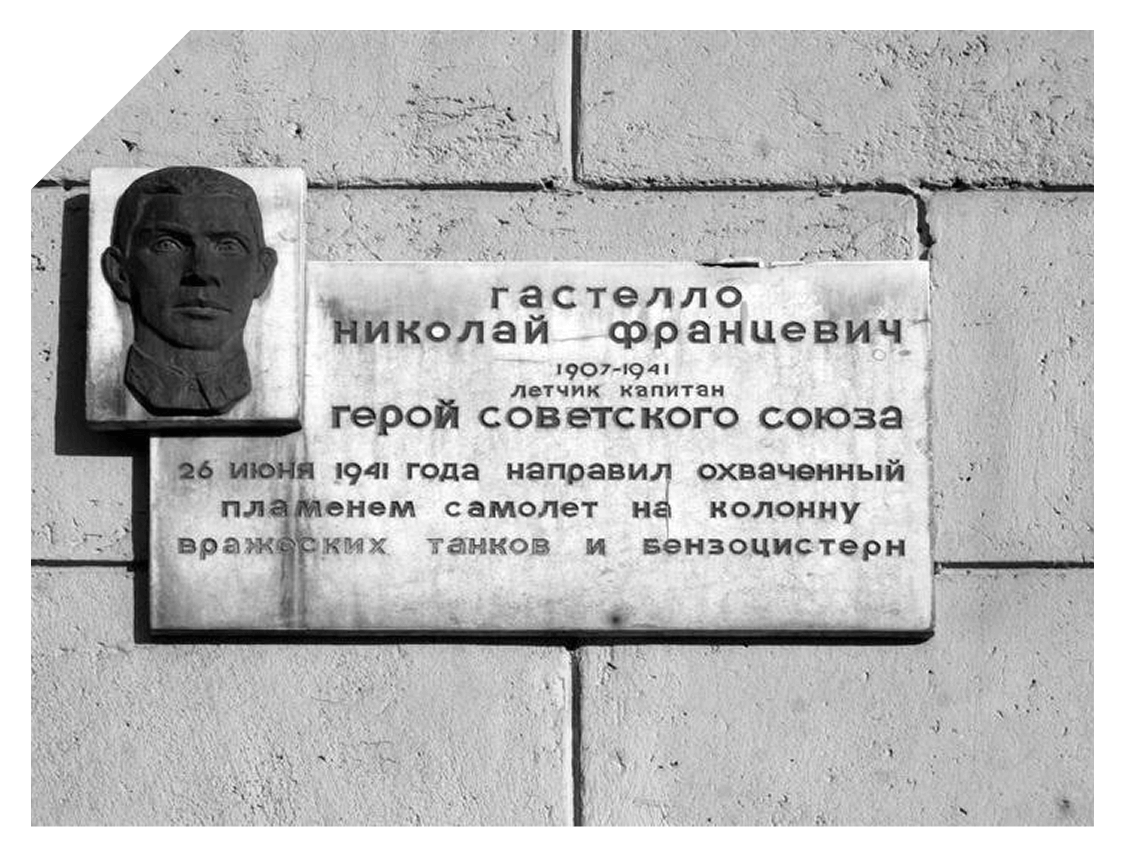 гастелло
николай францевич
1907-1941
летчик капитан
герой советского союза
26 июня 1941 года направил охваченный
пламенем самолет на колонну
вражеских танков и бензоцистерн